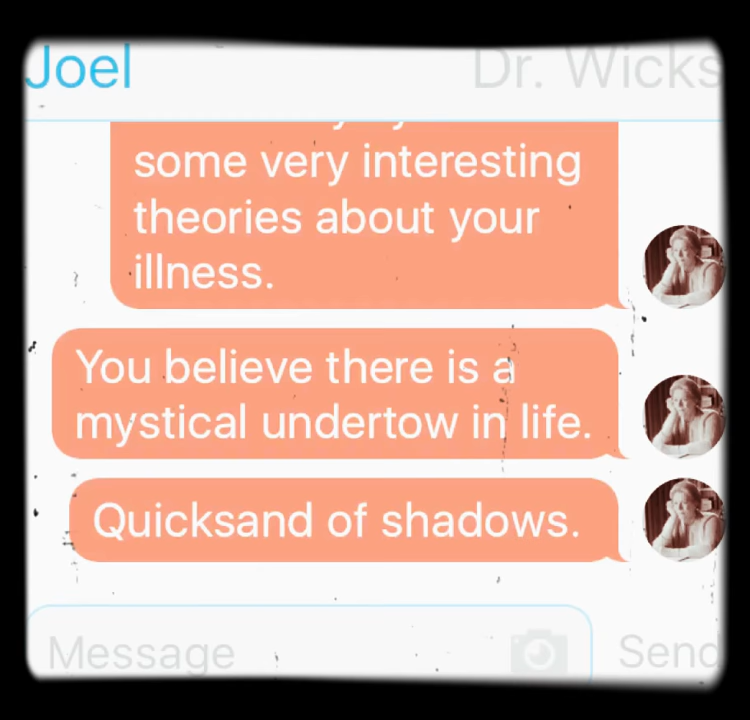 Joel Dr. Wicks
some very interesting
theories about your
illness.
You believe there is a
mystical undertow in life.
Quicksand of shadows.
Message Send